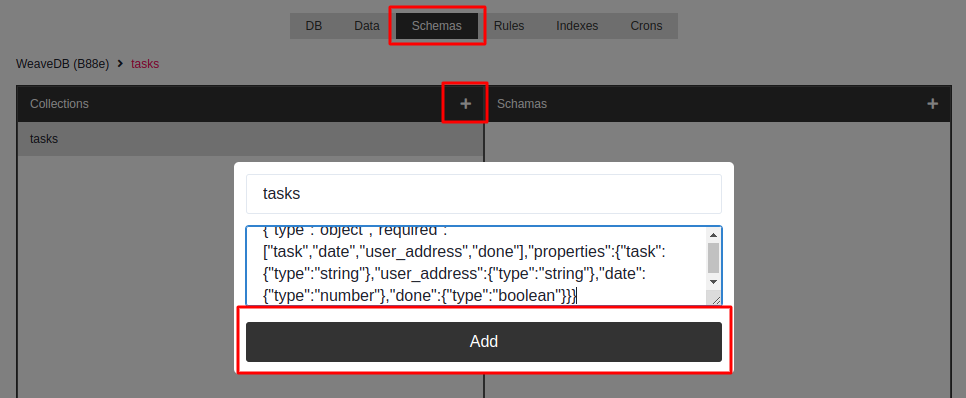 DB Data Schemas Rules Indexes Crons
WeaveDB (B88e) > tasks
Collections + Schamas +
tasks
tasks
{"type":"object","required":
["task","date","user_address","done"],"properties":{"task":
{"type":"string"},"user_address":{"type":"string"},"date":
{"type":"number"},"done":{"type":"boolean"}}}
Add